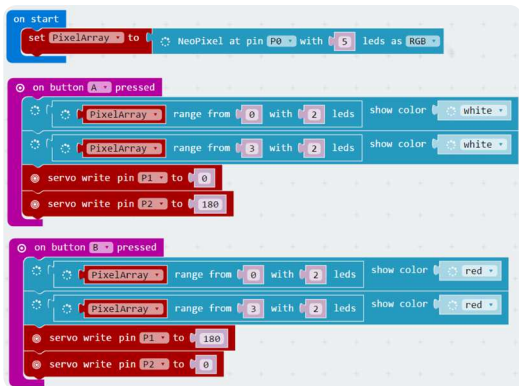 on start
set PixelArray to NeoPixel at pin P0 with 5 leds as RGB
on button A pressed
PixelArray range from 0 with 2 leds show color white
PixelArray range from 3 with 2 leds show color white
servo write pin P1 to 0
servo write pin P2 to 180
on button B pressed
PixelArray range from 0 with 2 leds show color red
PixelArray range from 3 with 2 leds show color red
servo write pin P1 to 180
servo write pin P2 to 0